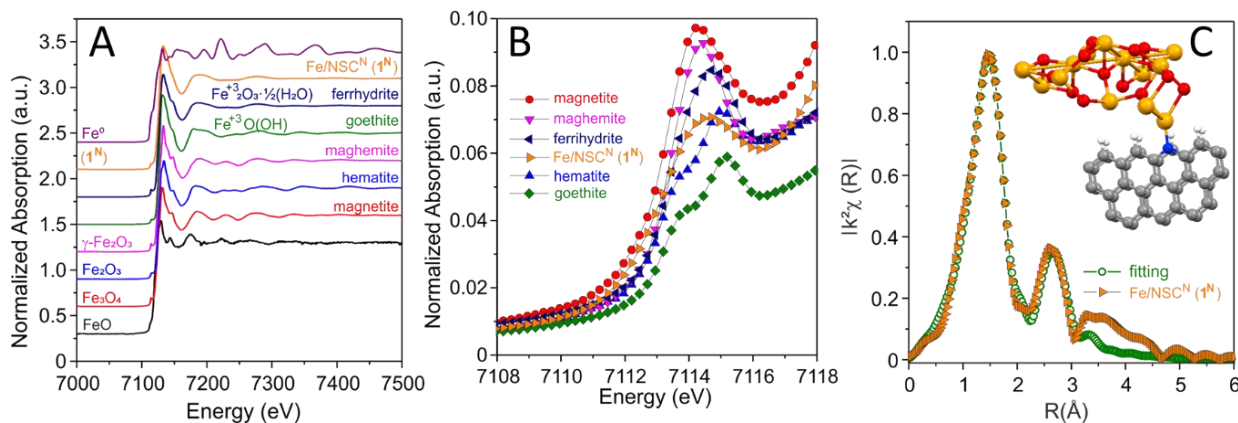 A
Normalized Absorption (a.u.)
3.5
3.0
2.5
2.0
1.5
1.0
0.5
0.0
Fe/NSCᴺ (1ᴺ)
Fe⁺³₂O₃·½(H₂O) ferrhydrite
Fe⁺³O(OH) goethite
Fe⁰
(1ᴺ)
maghemite
hematite
magnetite
γ-Fe₂O₃
Fe₂O₃
Fe₃O₄
FeO
7000 7100 7200 7300 7400 7500
Energy (eV)
B
Normalized Absorption (a.u.)
0.10
0.08
0.06
0.04
0.02
0.00
magnetite
maghemite
ferrihydrite
Fe/NSCᴺ (1ᴺ)
hematite
goethite
7108 7110 7112 7114 7116 7118
Energy (eV)
C
|k²χ (R)|
1
0.8
0.6
0.4
0.2
0
fitting
Fe/NSCᴺ (1ᴺ)
0 1 2 3 4 5 6
R(Å)